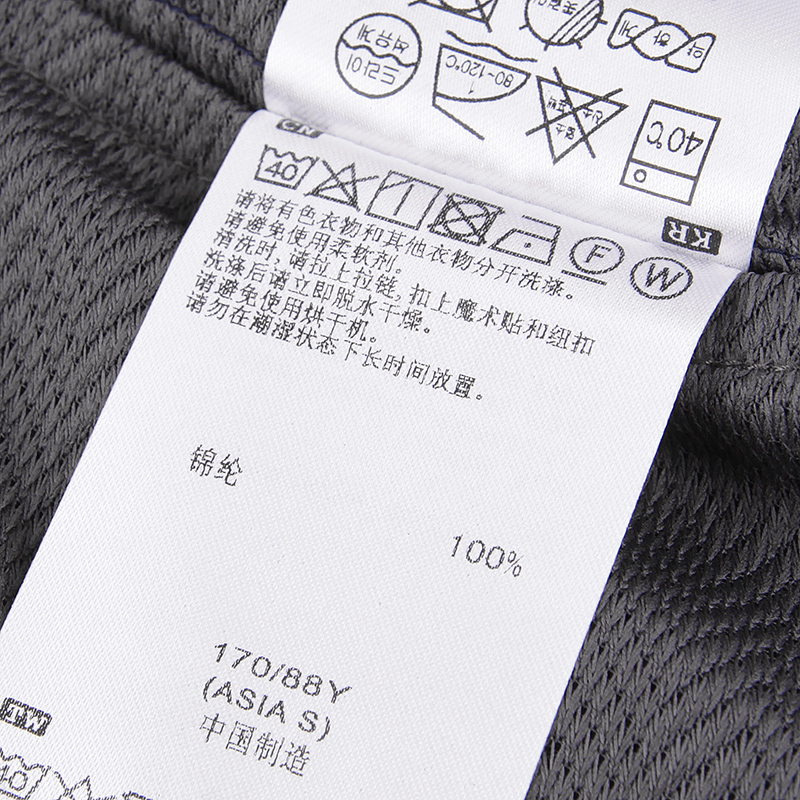 40℃
80~120℃
KR
CN
40
F
W
请将有色衣物和其他衣物分开洗涤。
请避免使用柔软剂。
清洗时，请拉上拉链，扣上魔术贴和纽扣
洗涤后请立即脱水干燥。
请避免使用烘干机。
请勿在潮湿状态下长时间放置。
锦纶
100%
170/88Y
(ASIA S)
中国制造
TW
40